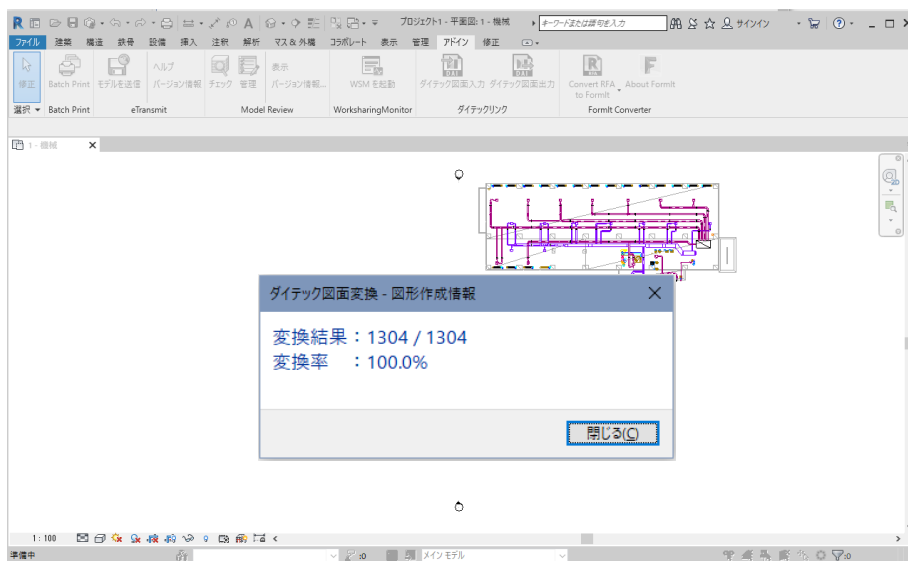 R A プロジェクト1 - 平面図: 1 - 機械 キーワードまたは語句を入力 サインイン
ファイル 建築 構造 鉄骨 設備 挿入 注釈 解析 マス & 外構 コラボレート 表示 管理 アドイン 修正
修正 Batch Print モデルを送信 ヘルプ バージョン情報 チェック 管理 表示 バージョン情報... WSM を起動 ダイテック図面入力 ダイテック図面出力 Convert RFA to FormIt About FormIt
選択 Batch Print eTransmit Model Review WorksharingMonitor ダイテックリンク FormIt Converter
1 - 機械
ダイテック図面変換 - 図形作成情報
変換結果：1304 / 1304
変換率　：100.0%
閉じる(C)
1 : 100
準備中 :0 メイン モデル :0